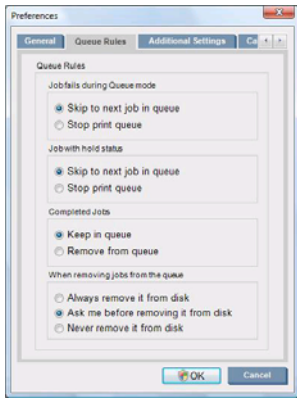 Preferences
General Queue Rules Additional Settings Ca
Queue Rules
Job fails during Queue mode
Skip to next job in queue
Stop print queue
Job with hold status
Skip to next job in queue
Stop print queue
Completed Jobs
Keep in queue
Remove from queue
When removing jobs from the queue
Always remove it from disk
Ask me before removing it from disk
Never remove it from disk
OK Cancel